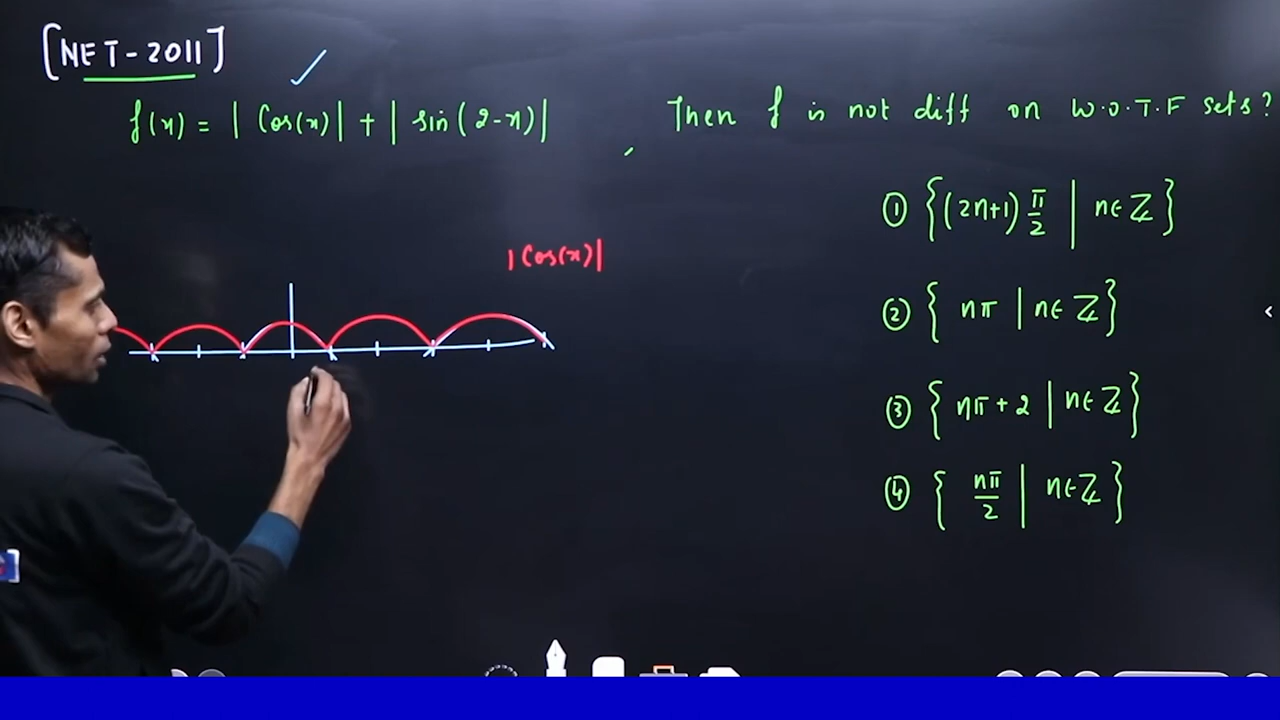 [NET-2011]
f(x) = | Cos(x)| + | sin(2-x)| , Then f is not diff on W.O.T.F sets?
① {(2n+1) π/2 | n∈ℤ}
|Cos(x)|
② { nπ | n∈ℤ}
③ { nπ + 2 | n∈ℤ}
④ { nπ/2 | n∈ℤ}